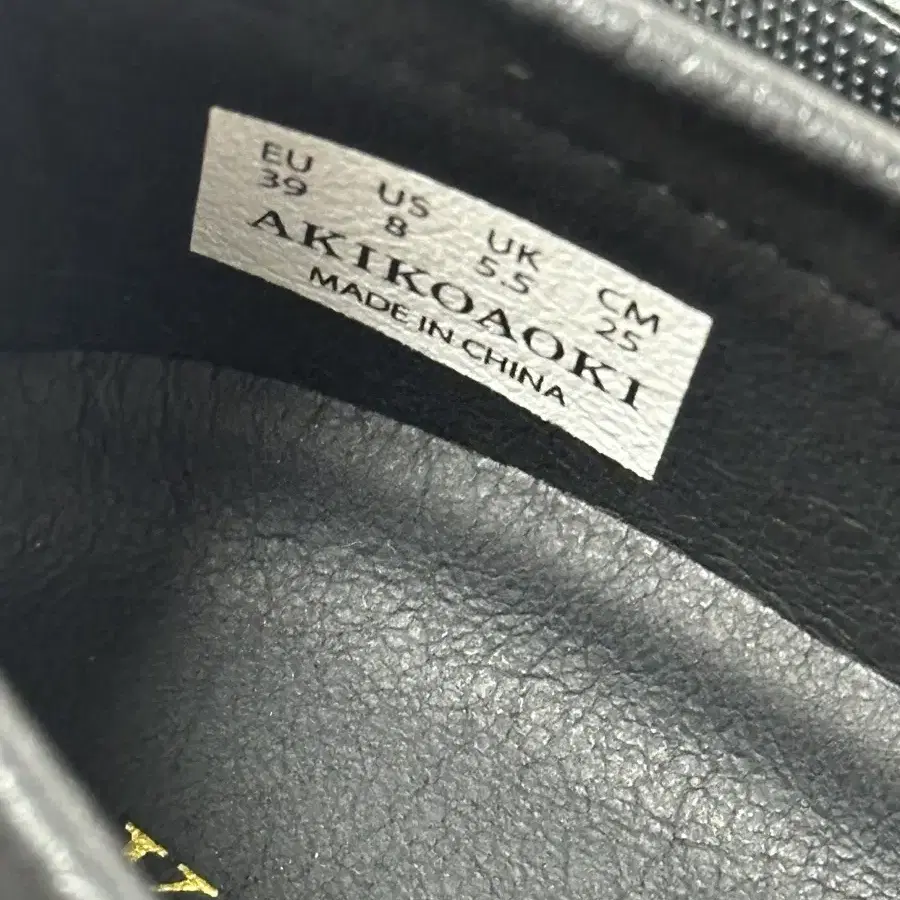 EU US UK CM
39 8 5.5 25
AKIKOAOKI
MADE IN CHINA